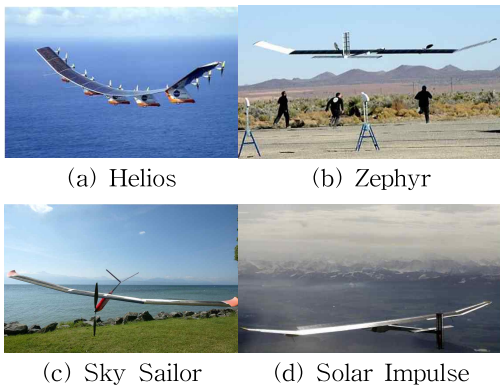 (a) Helios
(b) Zephyr
(c) Sky Sailor
(d) Solar Impulse